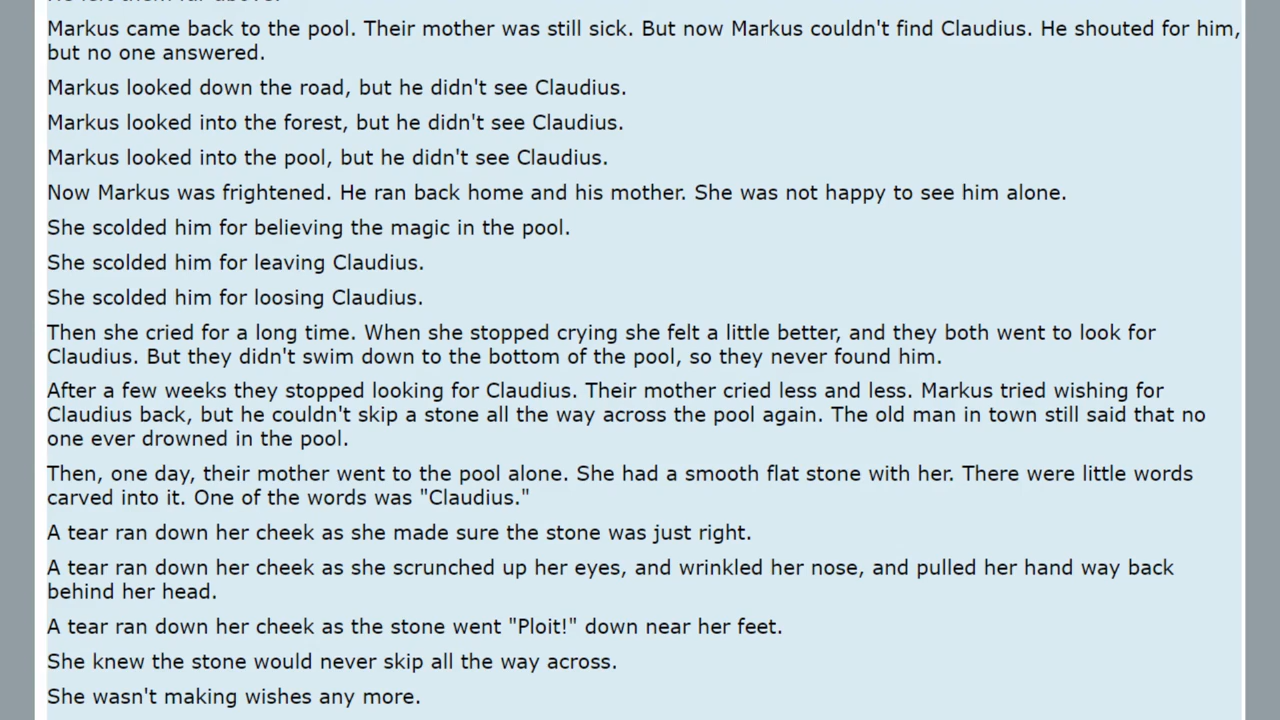 Markus came back to the pool. Their mother was still sick. But now Markus couldn't find Claudius. He shouted for him,
but no one answered.
Markus looked down the road, but he didn't see Claudius.
Markus looked into the forest, but he didn't see Claudius.
Markus looked into the pool, but he didn't see Claudius.
Now Markus was frightened. He ran back home and his mother. She was not happy to see him alone.
She scolded him for believing the magic in the pool.
She scolded him for leaving Claudius.
She scolded him for loosing Claudius.
Then she cried for a long time. When she stopped crying she felt a little better, and they both went to look for
Claudius. But they didn't swim down to the bottom of the pool, so they never found him.
After a few weeks they stopped looking for Claudius. Their mother cried less and less. Markus tried wishing for
Claudius back, but he couldn't skip a stone all the way across the pool again. The old man in town still said that no
one ever drowned in the pool.
Then, one day, their mother went to the pool alone. She had a smooth flat stone with her. There were little words
carved into it. One of the words was "Claudius."
A tear ran down her cheek as she made sure the stone was just right.
A tear ran down her cheek as she scrunched up her eyes, and wrinkled her nose, and pulled her hand way back
behind her head.
A tear ran down her cheek as the stone went "Ploit!" down near her feet.
She knew the stone would never skip all the way across.
She wasn't making wishes any more.